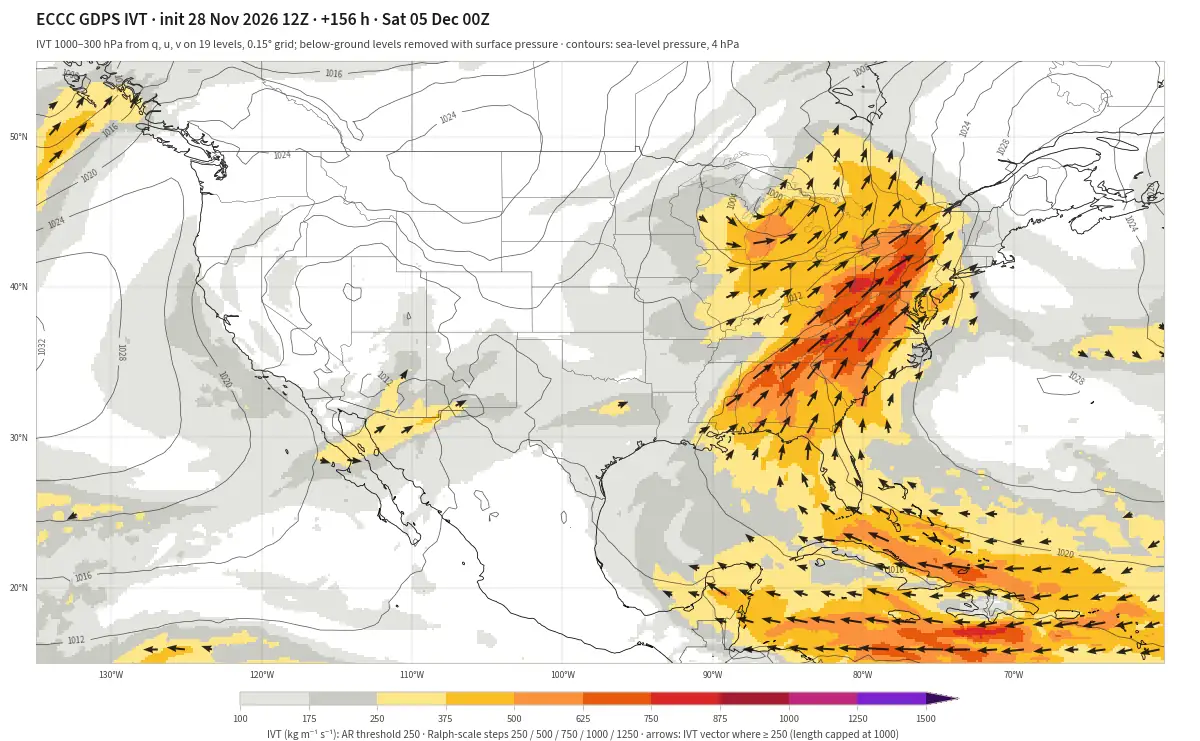 ECCC GDPS IVT · init 28 Nov 2026 12Z · +156 h · Sat 05 Dec 00Z
IVT 1000–300 hPa from q, u, v on 19 levels, 0.15° grid; below-ground levels removed with surface pressure · contours: sea-level pressure, 4 hPa
1008
1016
1008
1016
1024
1024
1024
1028
50°N
1020
1004
1000
1024
1024
40°N
1012
1032
1028
1020
1012
1028
30°N
1020
1016
1016
20°N
1012
130°W
120°W
110°W
100°W
90°W
80°W
70°W
100
175
250
375
500
625
750
875
1000
1250
1500
IVT (kg m⁻¹ s⁻¹): AR threshold 250 · Ralph-scale steps 250 / 500 / 750 / 1000 / 1250 · arrows: IVT vector where ≥ 250 (length capped at 1000)